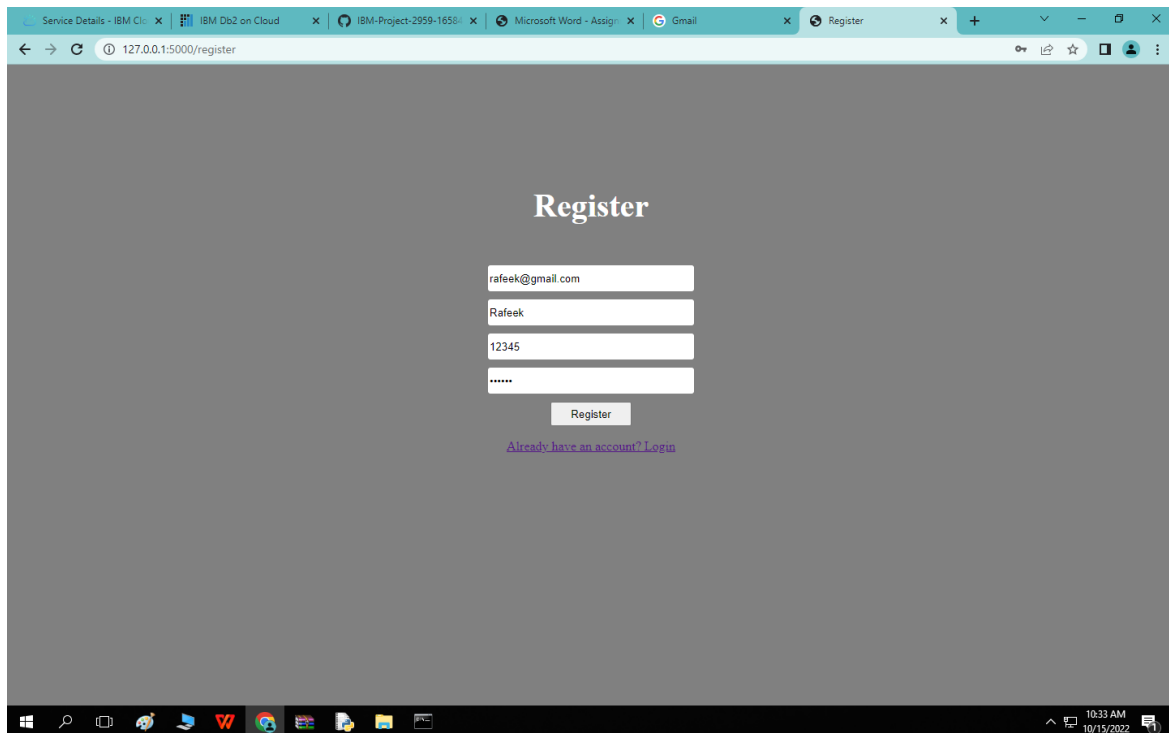 Service Details - IBM Clo
IBM Db2 on Cloud
IBM-Project-2959-1658
Microsoft Word - Assign
Gmail
Register
127.0.0.1:5000/register
Register
rafeek@gmail.com
Rafeek
12345
••••••
Register
Already have an account? Login
10:33 AM
10/15/2022